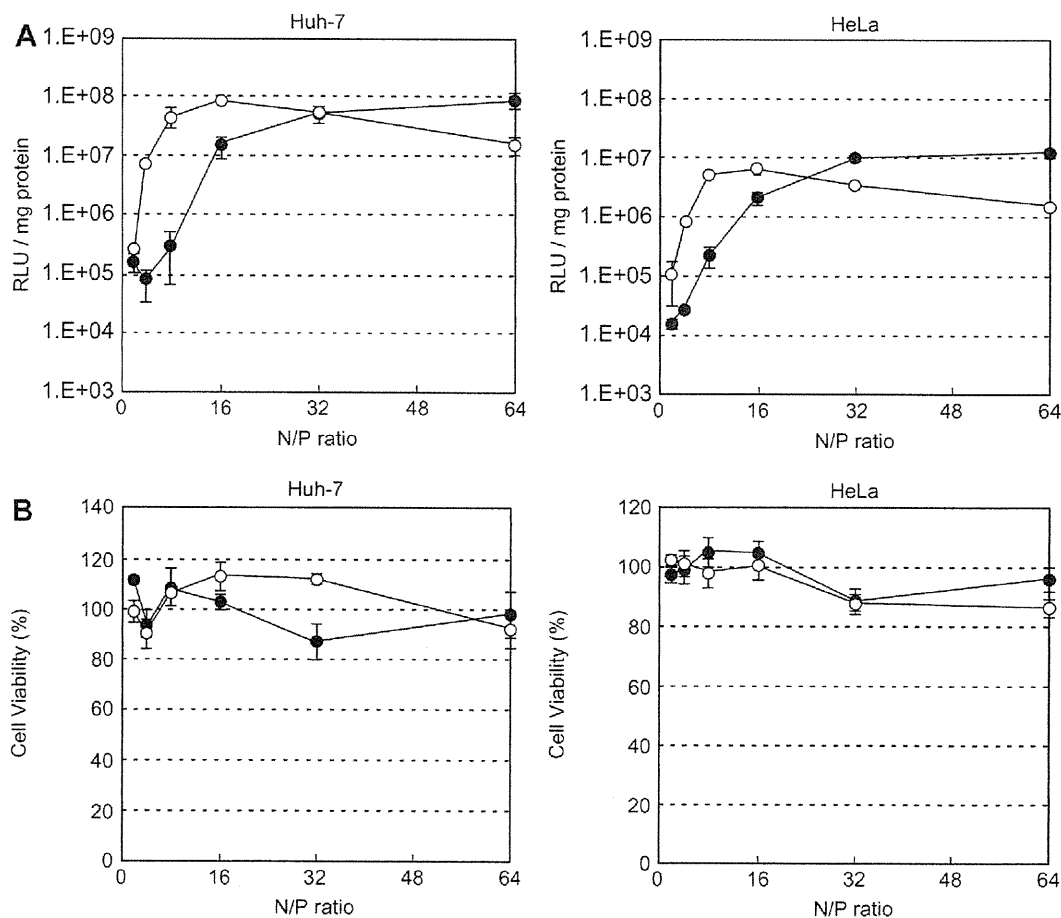 A
Huh-7
1.E+09
1.E+08
1.E+07
1.E+06
1.E+05
1.E+04
1.E+03
RLU / mg protein
0 16 32 48 64
N/P ratio
HeLa
1.E+09
1.E+08
1.E+07
1.E+06
1.E+05
1.E+04
1.E+03
RLU / mg protein
0 16 32 48 64
N/P ratio
B
Huh-7
140
120
100
80
60
40
20
0
Cell Viability (%)
0 16 32 48 64
N/P ratio
HeLa
120
100
80
60
40
20
0
Cell Viability (%)
0 16 32 48 64
N/P ratio